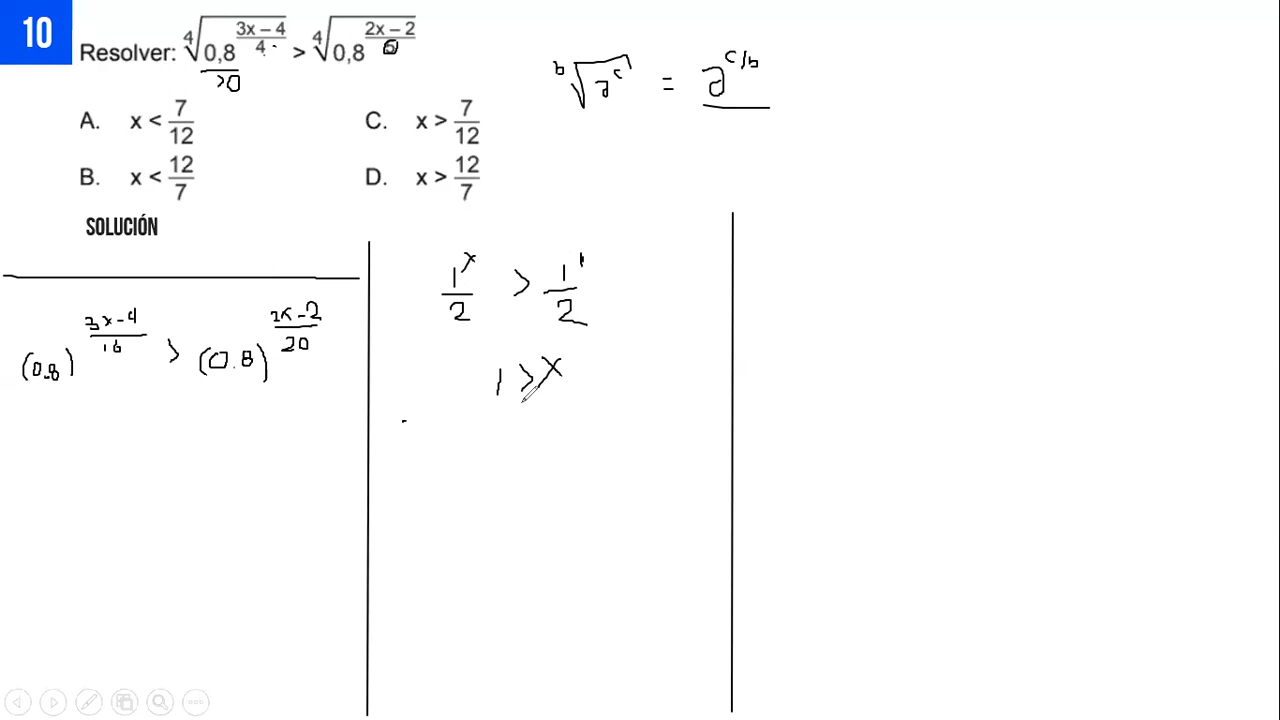 10
Resolver: ⁴√0,8^((3x – 4)/4) > ⁴√0,8^((2x – 2)/5)
>0
ᵇ√a^c = a^(c/b)
A. x < 7/12
C. x > 7/12
B. x < 12/7
D. x > 12/7
SOLUCIÓN
(0.8)^((3x-4)/16) > (0.8)^((2x-2)/20)
1^x/2 > 1^1/2
1 > x